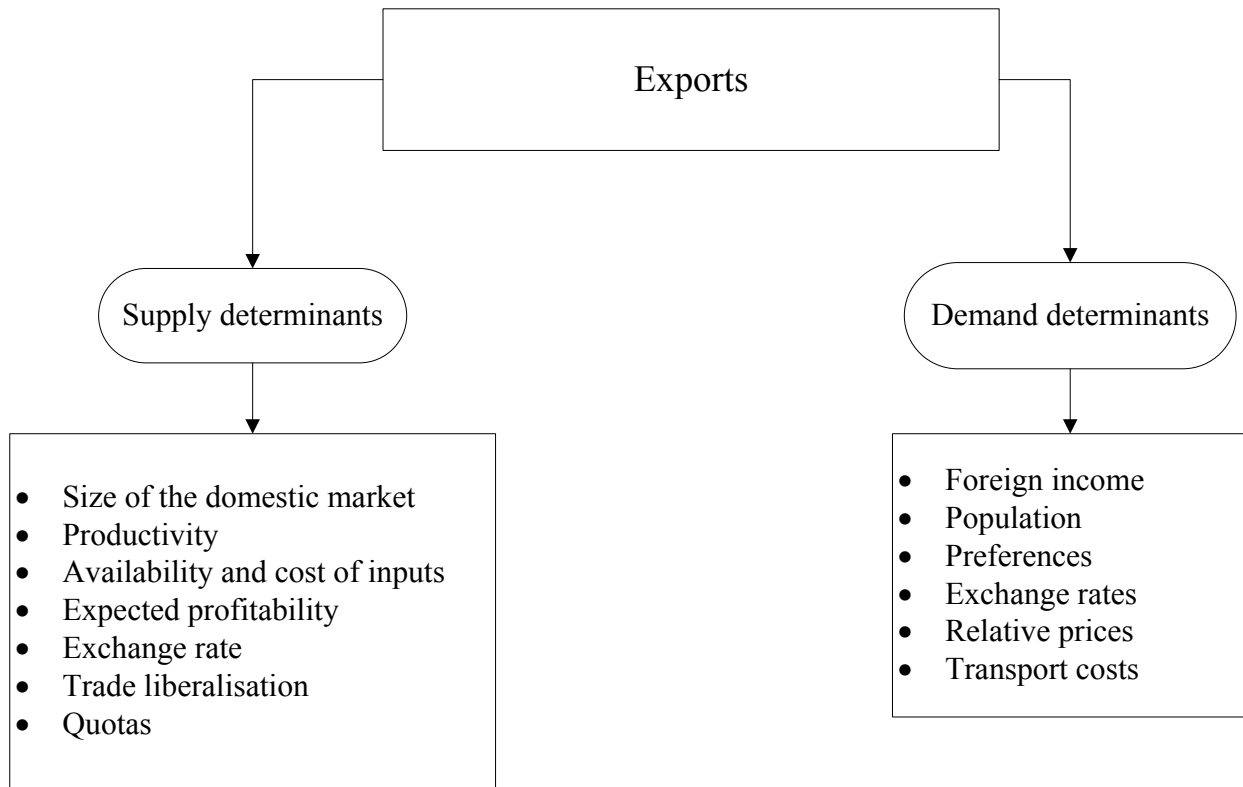 Exports
Supply determinants
Demand determinants
• Size of the domestic market
• Productivity
• Availability and cost of inputs
• Expected profitability
• Exchange rate
• Trade liberalisation
• Quotas
• Foreign income
• Population
• Preferences
• Exchange rates
• Relative prices
• Transport costs